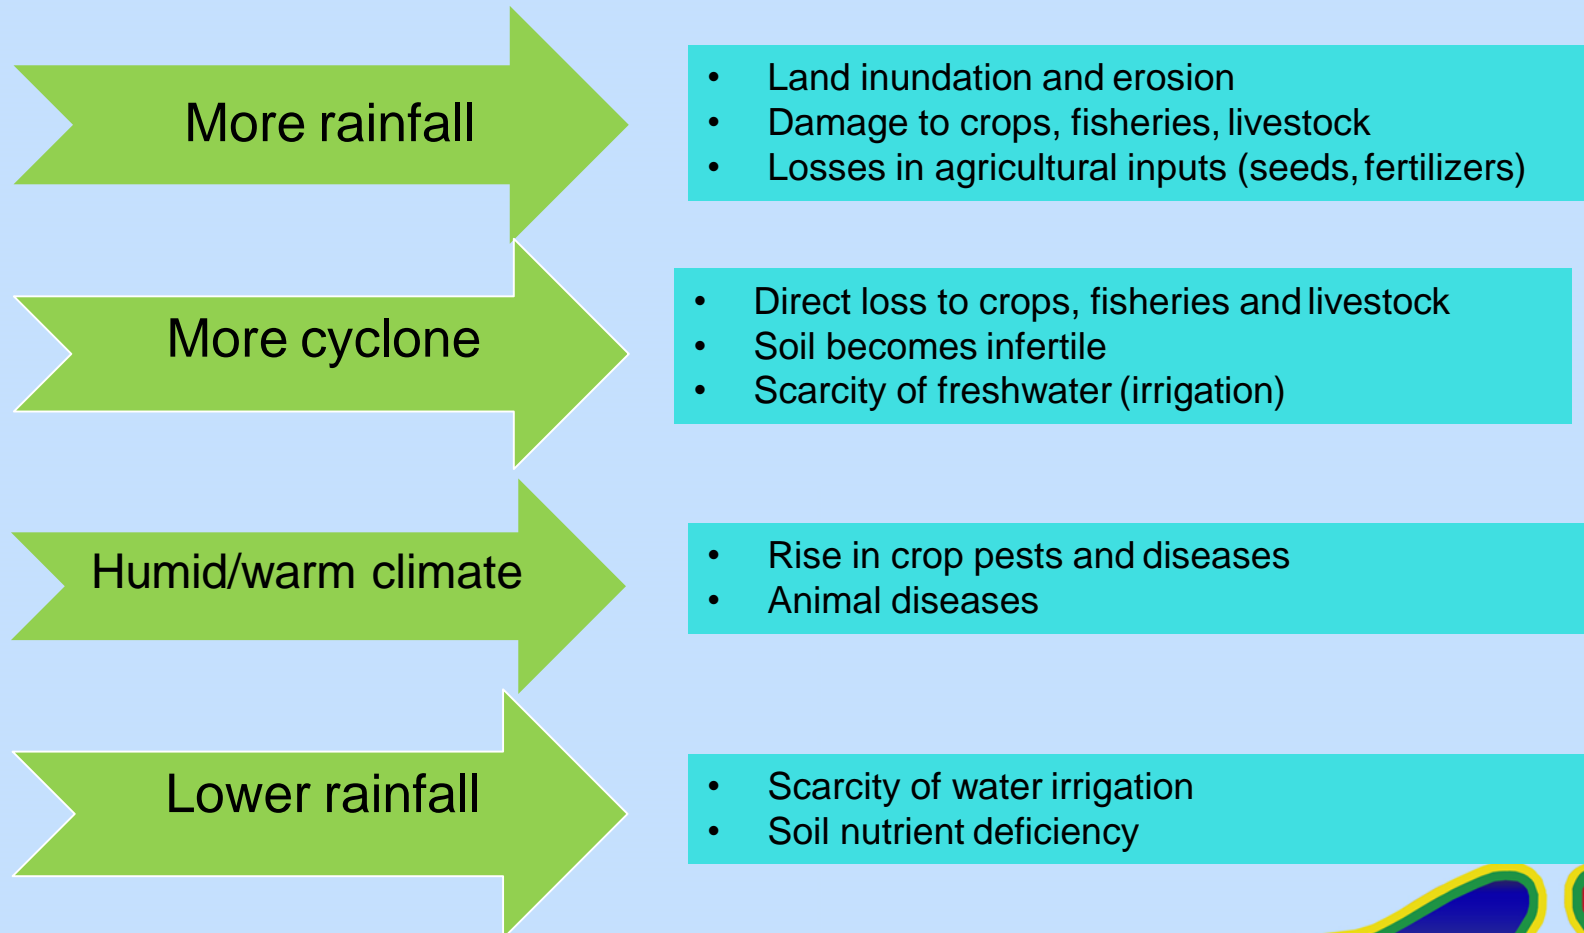 More rainfall
• Land inundation and erosion
• Damage to crops, fisheries, livestock
• Losses in agricultural inputs (seeds, fertilizers)
More cyclone
• Direct loss to crops, fisheries and livestock
• Soil becomes infertile
• Scarcity of freshwater (irrigation)
Humid/warm climate
• Rise in crop pests and diseases
• Animal diseases
Lower rainfall
• Scarcity of water irrigation
• Soil nutrient deficiency